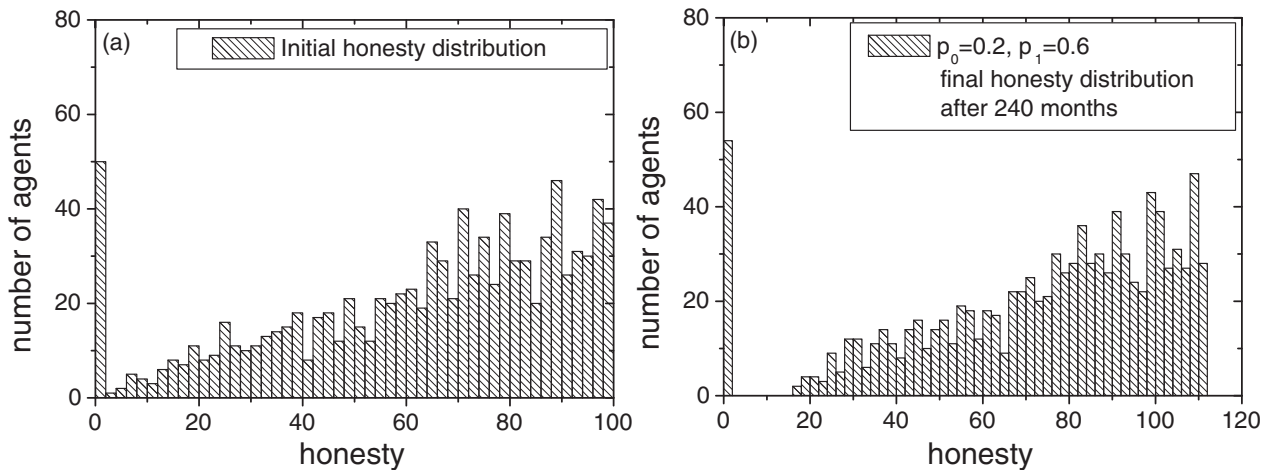 (a)
Initial honesty distribution
80
60
40
20
0
number of agents
0 20 40 60 80 100
honesty
(b)
p0=0.2, p1=0.6
final honesty distribution
after 240 months
80
60
40
20
0
number of agents
0 20 40 60 80 100 120
honesty